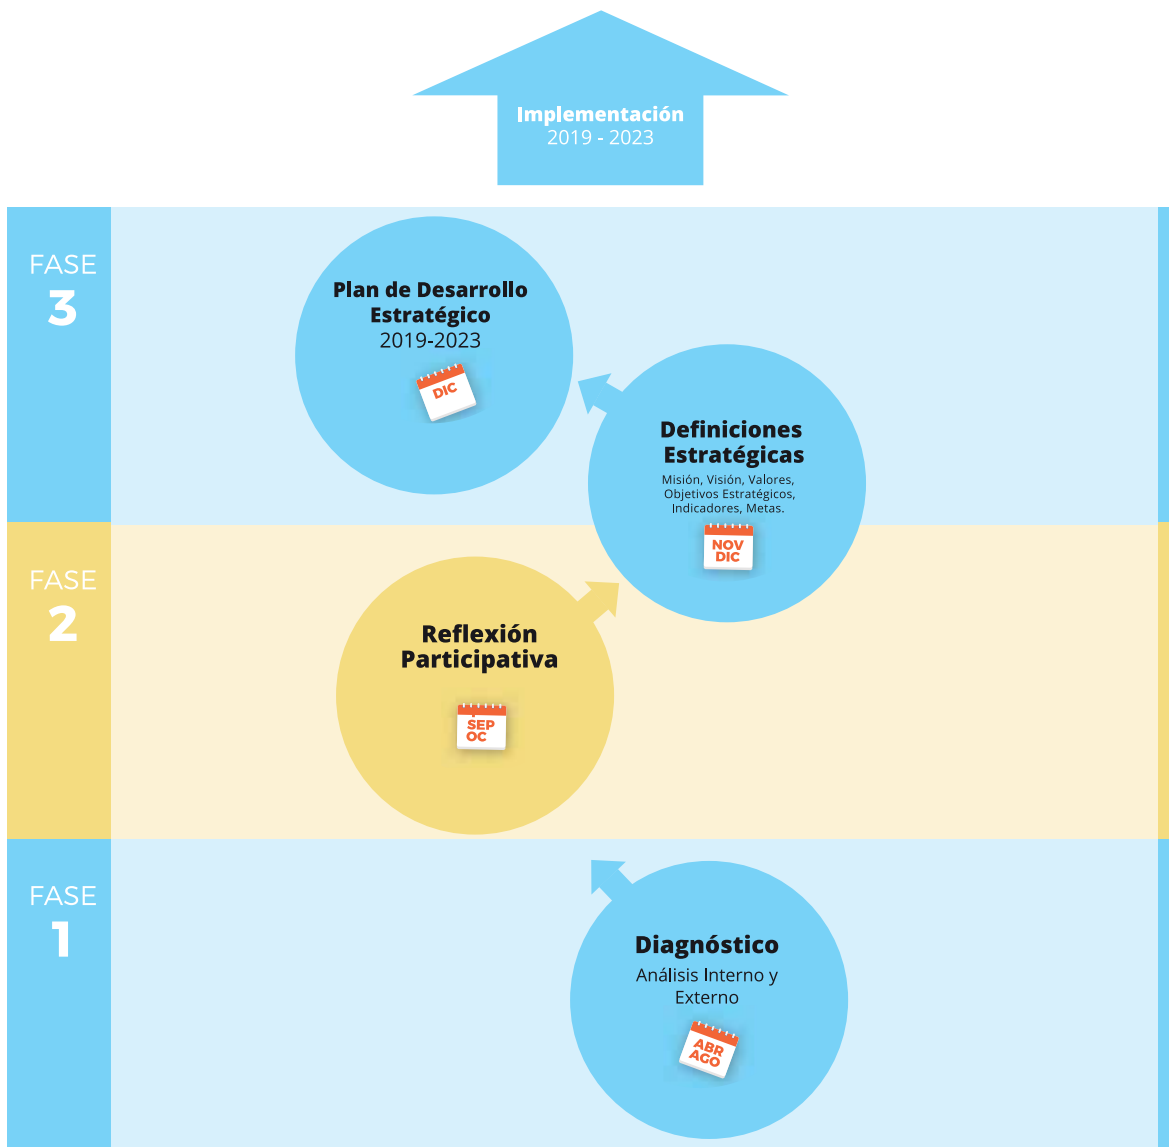 Implementación
2019 - 2023
FASE
3
Plan de Desarrollo
Estratégico
2019-2023
DIC
Definiciones
Estratégicas
Misión, Visión, Valores,
Objetivos Estratégicos,
Indicadores, Metas.
NOV
DIC
FASE
2
Reflexión
Participativa
SEP
OC
FASE
1
Diagnóstico
Análisis Interno y
Externo
ABR
AGO